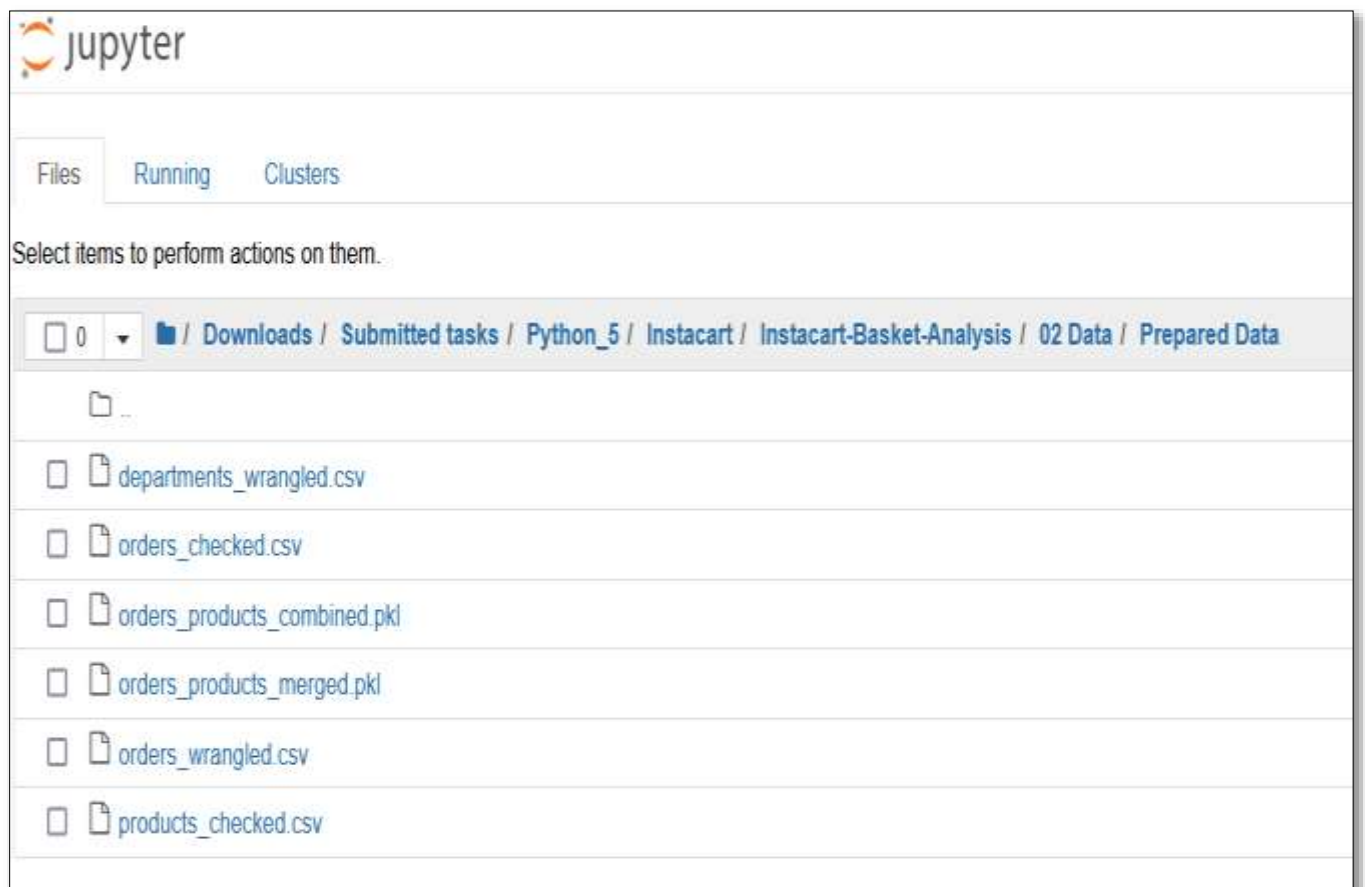 jupyter
Files Running Clusters
Select items to perform actions on them.
0 / Downloads / Submitted tasks / Python_5 / Instacart / Instacart-Basket-Analysis / 02 Data / Prepared Data
..
departments_wrangled.csv
orders_checked.csv
orders_products_combined.pkl
orders_products_merged.pkl
orders_wrangled.csv
products_checked.csv